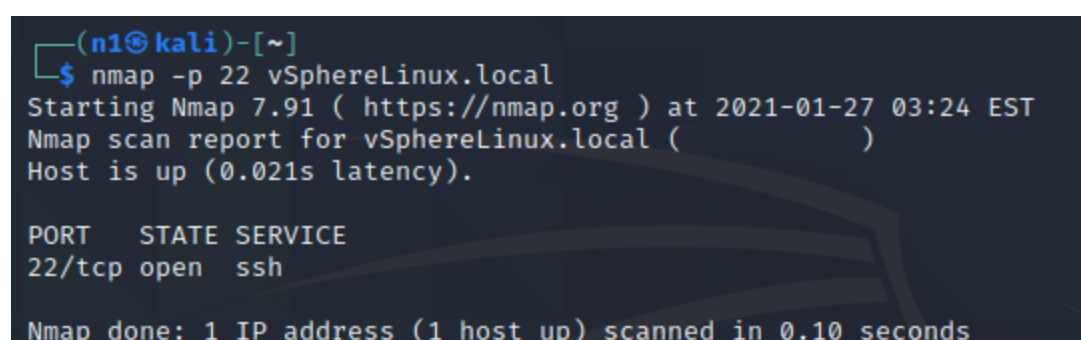 ┌──(n1㉿kali)-[~]
└─$ nmap -p 22 vSphereLinux.local
Starting Nmap 7.91 ( https://nmap.org ) at 2021-01-27 03:24 EST
Nmap scan report for vSphereLinux.local (            )
Host is up (0.021s latency).
PORT   STATE SERVICE
22/tcp open  ssh
Nmap done: 1 IP address (1 host up) scanned in 0.10 seconds